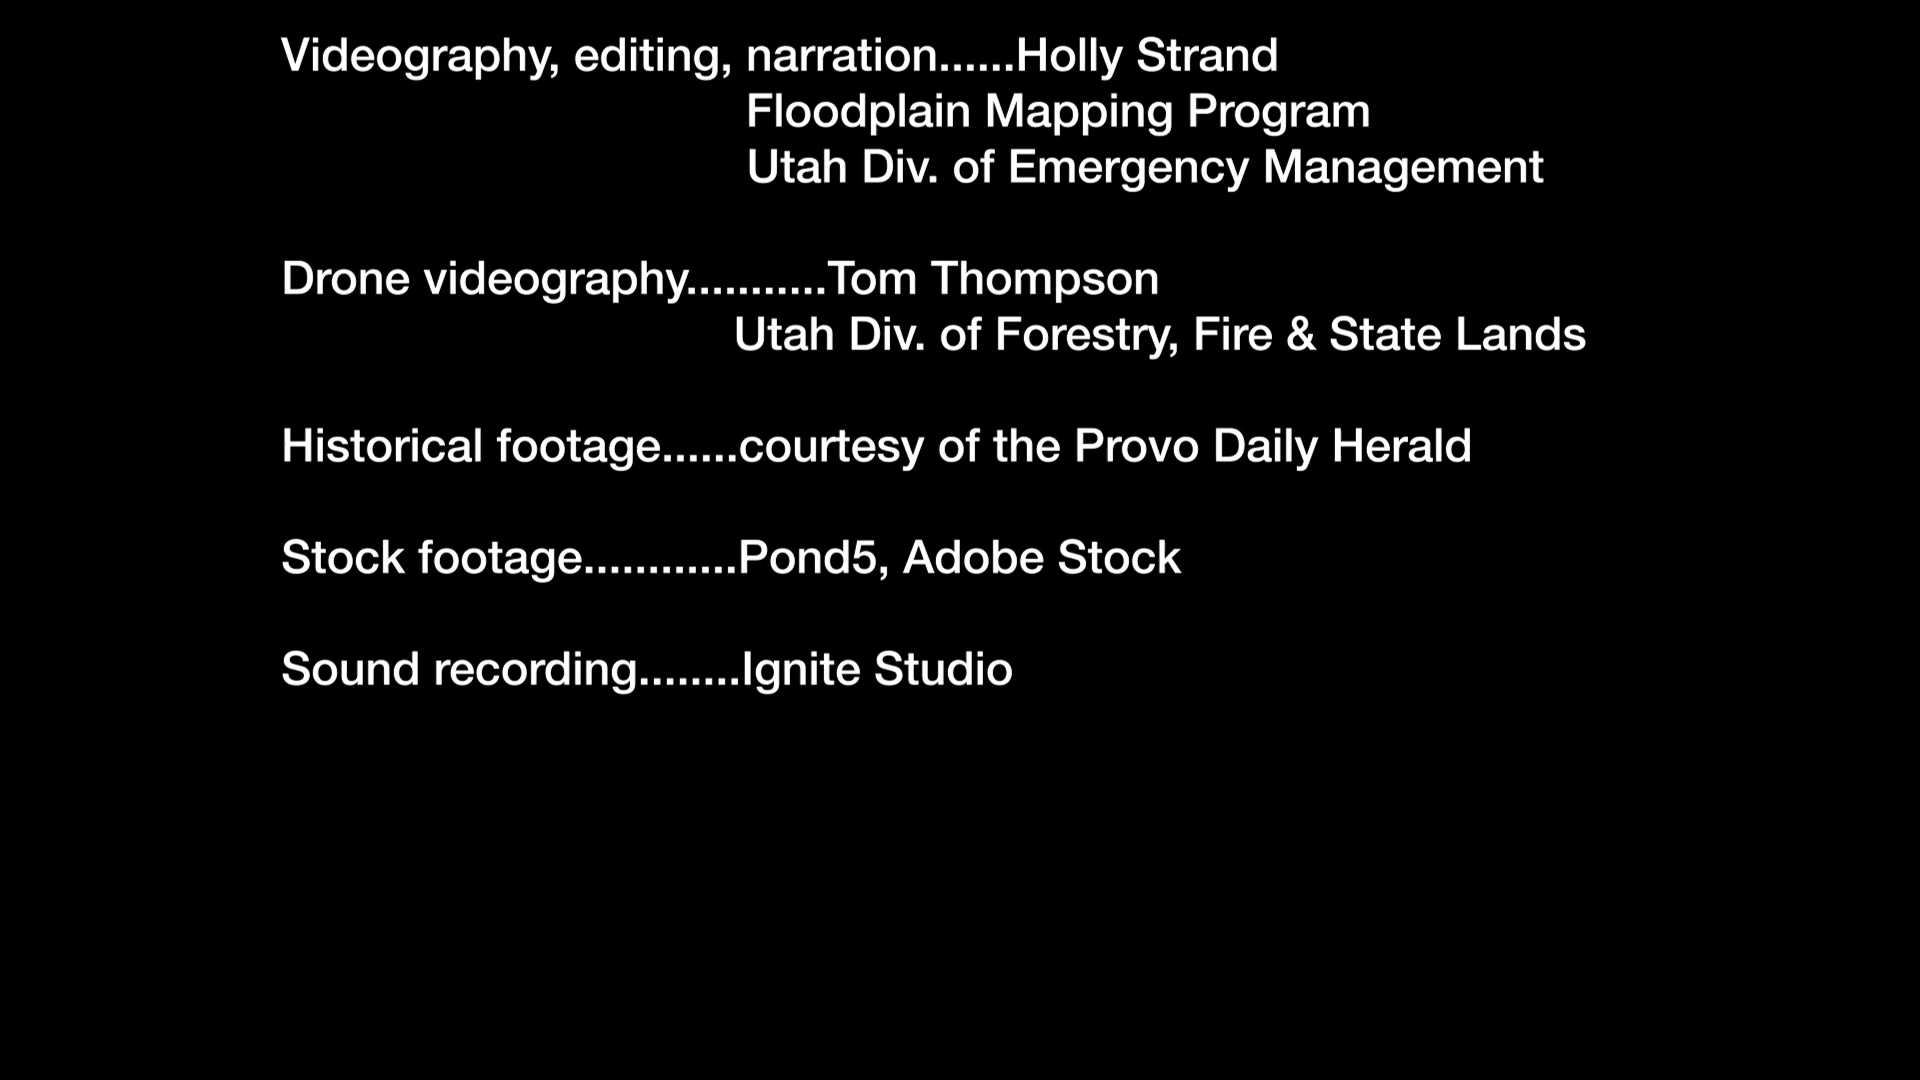 Videography, editing, narration......Holly Strand
Floodplain Mapping Program
Utah Div. of Emergency Management
Drone videography...........Tom Thompson
Utah Div. of Forestry, Fire & State Lands
Historical footage......courtesy of the Provo Daily Herald
Stock footage............Pond5, Adobe Stock
Sound recording........Ignite Studio